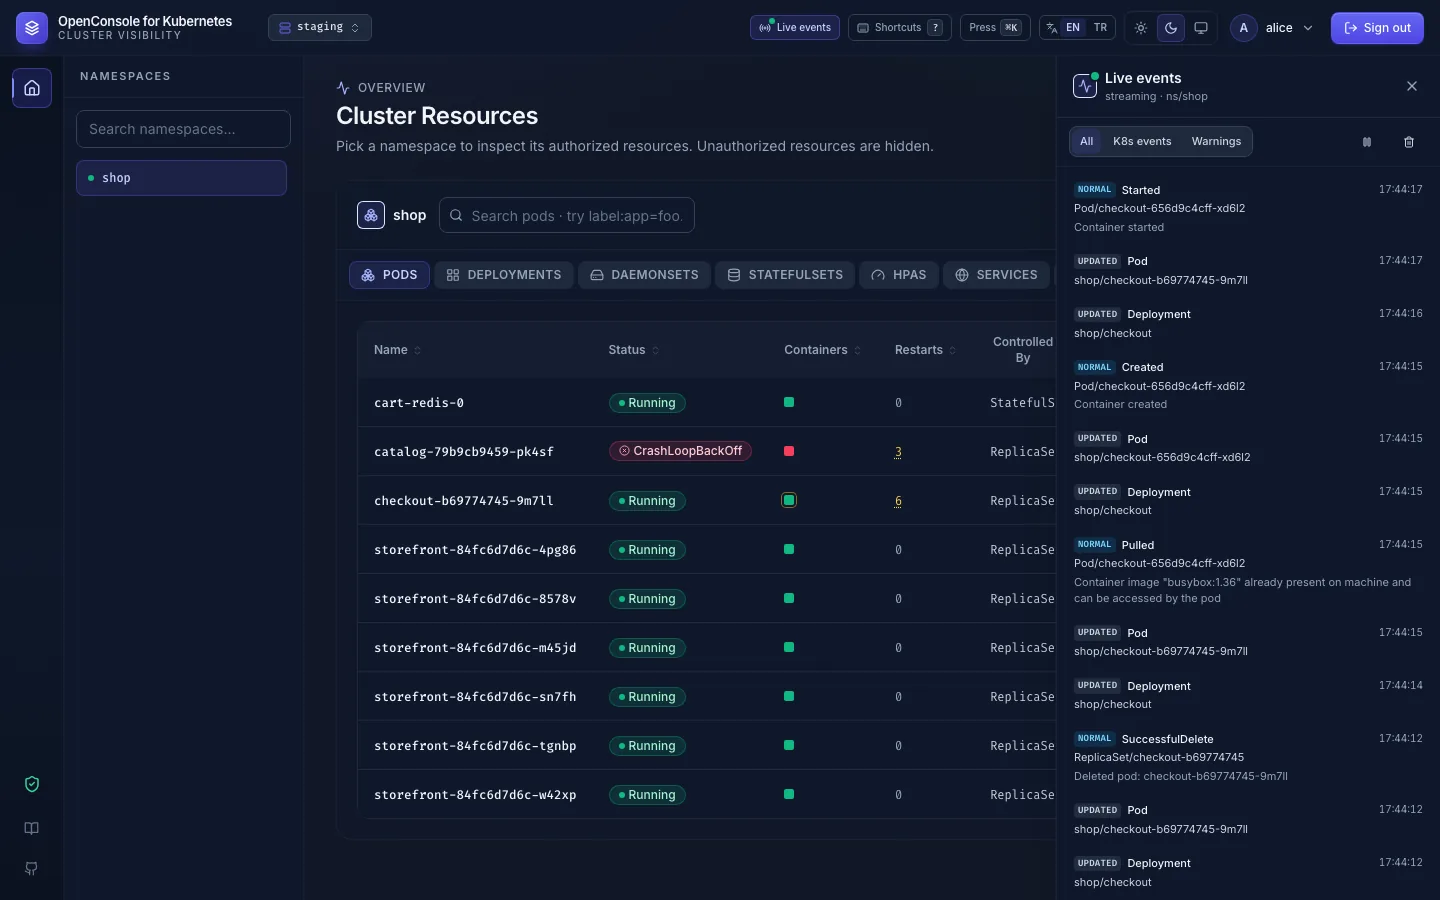 OpenConsole for Kubernetes
CLUSTER VISIBILITY
staging
Live events
Shortcuts ?
Press ⌘K
EN TR
A alice
Sign out
NAMESPACES
Search namespaces...
shop
OVERVIEW
Cluster Resources
Pick a namespace to inspect its authorized resources. Unauthorized resources are hidden.
shop
Search pods · try label:app=foo.
PODS DEPLOYMENTS DAEMONSETS STATEFULSETS HPAS SERVICES
Name Status Containers Restarts Controlled By
cart-redis-0 Running 0 StatefulS
catalog-79b9cb9459-pk4sf CrashLoopBackOff 3 ReplicaSe
checkout-b69774745-9m7ll Running 6 ReplicaSe
storefront-84fc6d7d6c-4pg86 Running 0 ReplicaSe
storefront-84fc6d7d6c-8578v Running 0 ReplicaSe
storefront-84fc6d7d6c-m45jd Running 0 ReplicaSe
storefront-84fc6d7d6c-sn7fh Running 0 ReplicaSe
storefront-84fc6d7d6c-tgnbp Running 0 ReplicaSe
storefront-84fc6d7d6c-w42xp Running 0 ReplicaSe
Live events
streaming · ns/shop
All K8s events Warnings
NORMAL Started 17:44:17
Pod/checkout-656d9c4cff-xd6l2
Container started
UPDATED Pod 17:44:17
shop/checkout-b69774745-9m7ll
UPDATED Deployment 17:44:16
shop/checkout
NORMAL Created 17:44:15
Pod/checkout-656d9c4cff-xd6l2
Container created
UPDATED Pod 17:44:15
shop/checkout-656d9c4cff-xd6l2
UPDATED Deployment 17:44:15
shop/checkout
NORMAL Pulled 17:44:15
Pod/checkout-656d9c4cff-xd6l2
Container image "busybox:1.36" already present on machine and
can be accessed by the pod
UPDATED Pod 17:44:15
shop/checkout-b69774745-9m7ll
UPDATED Deployment 17:44:14
shop/checkout
NORMAL SuccessfulDelete 17:44:12
ReplicaSet/checkout-b69774745
Deleted pod: checkout-b69774745-9m7ll
UPDATED Pod 17:44:12
shop/checkout-b69774745-9m7ll
UPDATED Deployment 17:44:12
shop/checkout